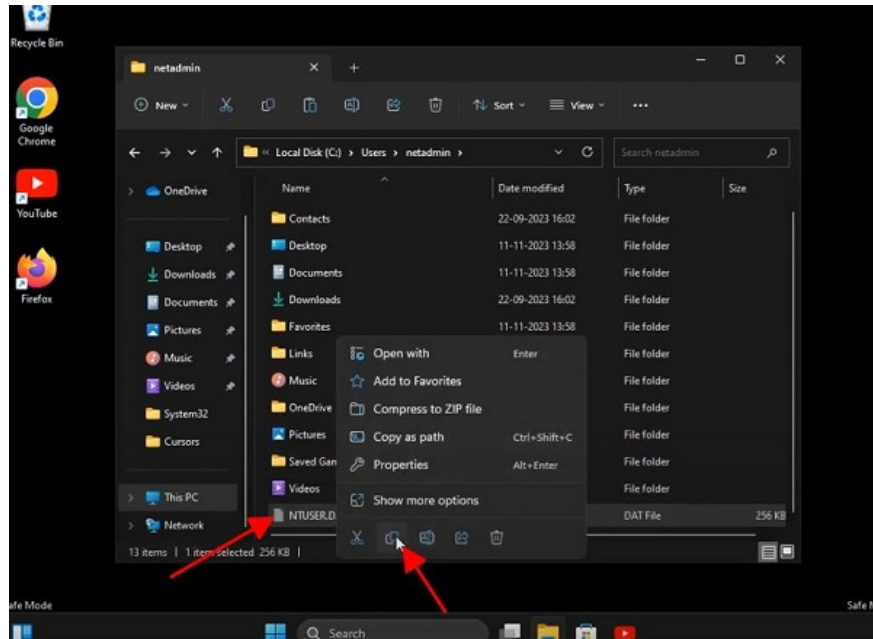 Recycle Bin
Google
Chrome
YouTube
Firefox
netadmin
New
Sort
View
Local Disk (C:) › Users › netadmin ›
Search netadmin
Name Date modified Type Size
OneDrive
Desktop
Downloads
Documents
Pictures
Music
Videos
System32
Cursors
This PC
Network
Contacts 22-09-2023 16:02 File folder
Desktop 11-11-2023 13:58 File folder
Documents 11-11-2023 13:58 File folder
Downloads 22-09-2023 16:02 File folder
Favorites 11-11-2023 13:58 File folder
Links File folder
Music File folder
OneDrive File folder
Pictures File folder
Saved Gam File folder
Videos File folder
NTUSER.D DAT File 256 KB
Open with Enter
Add to Favorites
Compress to ZIP file
Copy as path Ctrl+Shift+C
Properties Alt+Enter
Show more options
13 items | 1 item selected 256 KB |
afe Mode
Safe M
Search